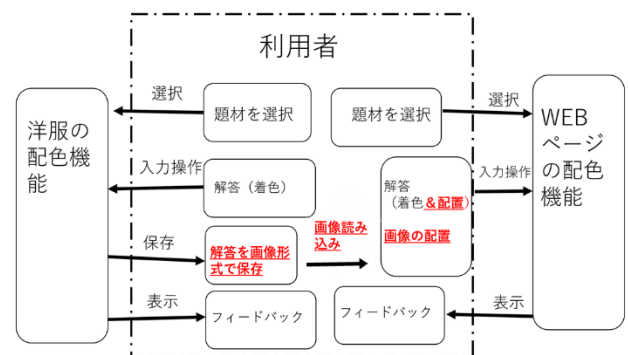 利用者
洋服の
配色機
能
選択
題材を選択
入力操作
解答（着色）
保存
解答を画像形
式で保存
表示
フィードバック
画像読み
込み
題材を選択
選択
解答
（着色＆配置）
画像の配置
入力操作
フィードバック
表示
WEB
ページ
の配色
機能